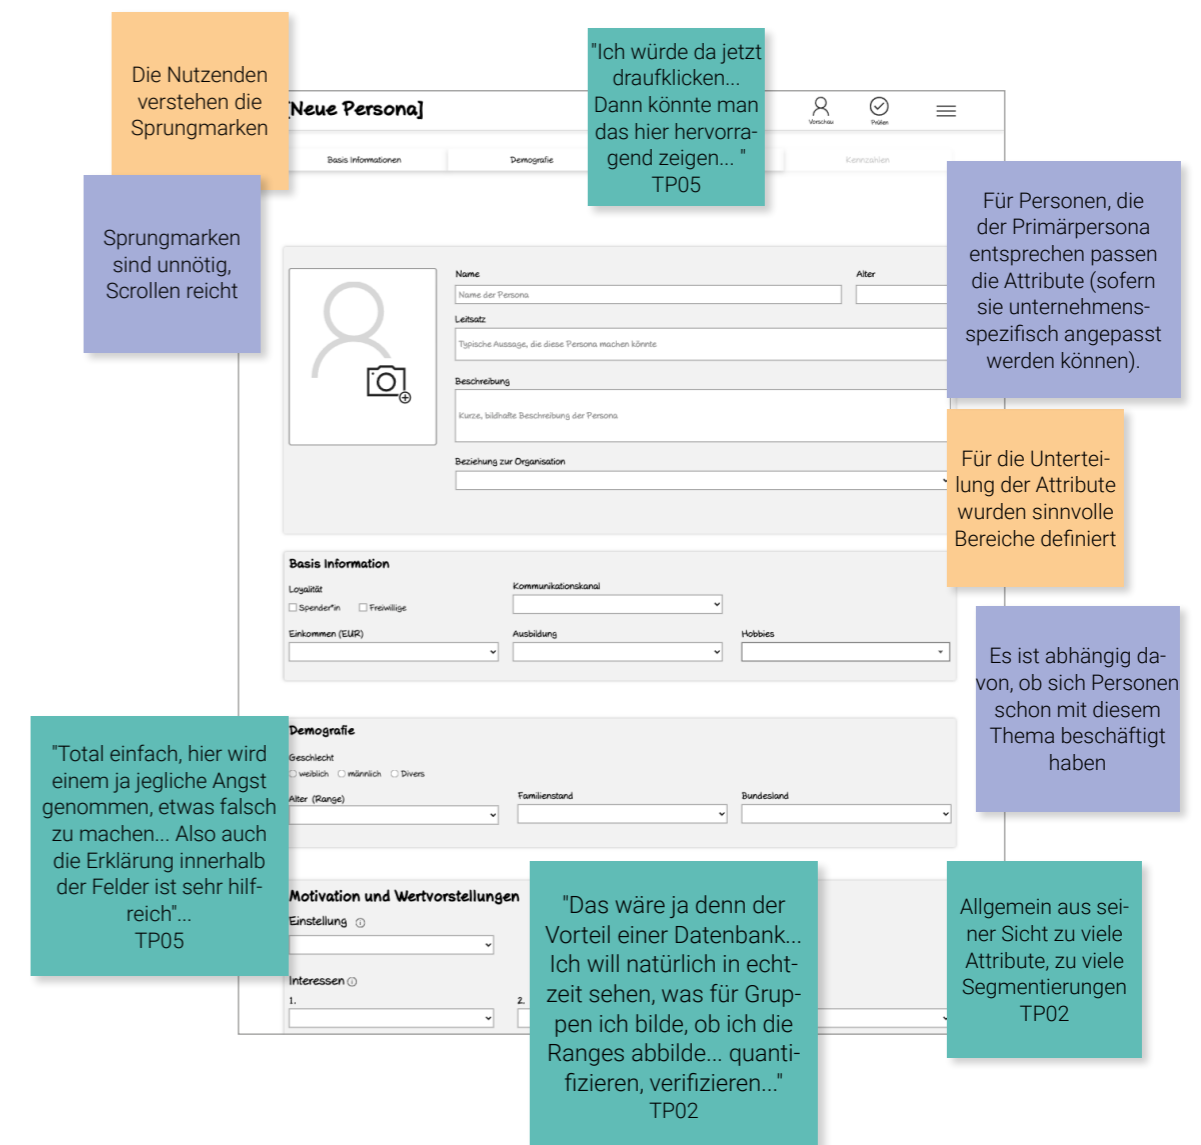 Die Nutzenden
verstehen die
Sprungmarken
"Ich würde da jetzt
draufklicken...
Dann könnte man
das hier hervorra-
gend zeigen... "
TP05
[Neue Persona]
Vorschau
Prüfen
Basis Informationen
Demografie
Kennzahlen
Sprungmarken
sind unnötig,
Scrollen reicht
Für Personen, die
der Primärpersona
entsprechen passen
die Attribute (sofern
sie unternehmens-
spezifisch angepasst
werden können).
Name
Alter
Name der Persona
Leitsatz
Typische Aussage, die diese Persona machen könnte
Beschreibung
Kurze, bildhafte Beschreibung der Persona
Beziehung zur Organisation
Für die Untertei-
lung der Attribute
wurden sinnvolle
Bereiche definiert
Basis Information
Loyalität
Kommunikationskanal
Spender*in
Freiwillige
Einkommen (EUR)
Ausbildung
Hobbies
Es ist abhängig da-
von, ob sich Personen
schon mit diesem
Thema beschäftigt
haben
Demografie
Geschlecht
weiblich
männlich
Divers
Alter (Range)
Familienstand
Bundesland
"Total einfach, hier wird
einem ja jegliche Angst
genommen, etwas falsch
zu machen... Also auch
die Erklärung innerhalb
der Felder ist sehr hilf-
reich"...
TP05
Motivation und Wertvorstellungen
Einstellung
Interessen
1.
2.
"Das wäre ja denn der
Vorteil einer Datenbank...
Ich will natürlich in echt-
zeit sehen, was für Grup-
pen ich bilde, ob ich die
Ranges abbilde... quanti-
fizieren, verifizieren..."
TP02
Allgemein aus sei-
ner Sicht zu viele
Attribute, zu viele
Segmentierungen
TP02